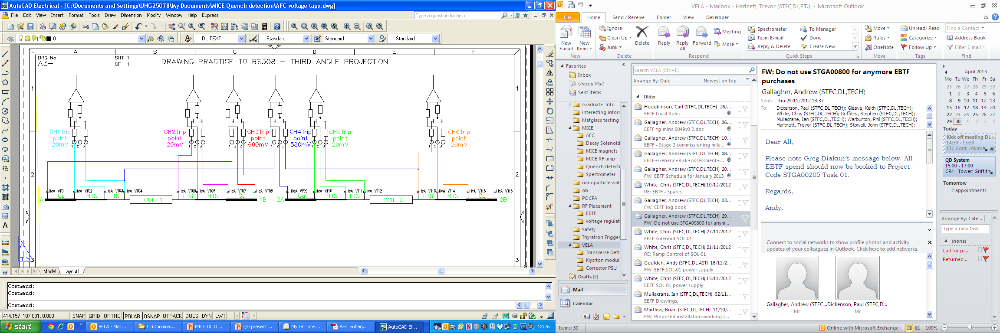 AutoCAD Electrical - [C:\Documents and Settings\UHG25078\My Documents\MICE Quench detection\AFC voltage taps.dwg]
File Edit View Insert Format Tools Draw Dimension Modify Window Help Express
Type a question for help
0
DL TEXT
Standard
Standard
Standard
A B C D E F
DRG No
SHT 1
A3-
OF 1
DRAWING PRACTICE TO BS308 - THIRD ANGLE PROJECTION
1
1
CH1Trip
point
20mV
CH2Trip
point
20mV
CH3Trip
point
600mV
CH4Trip
point
580mV
CH5Trip
point
20mV
CH6Trip
point
20mV
1 2 3
1 2 3
1 2 3
1 2 3
1 2 3
1 2 3
2
2
HeA-VT01 HeA-VT02 HeA-VT03 HeA-VT04 HeA-VT05 HeA-VT06 HeA-VT07 HeA-VT08 HeA-VT09 HeA-VT10 HeA-VT11 HeA-VT12 HeA-VT13 HeA-VT14 HeA-VT15 HeA-VT16
A Cu HTS LTS COIL 1 LTS HTS Cu 1B 2A Cu HTS LTS COIL 2 LTS HTS Cu 2B
3
Model Layout1
Command:
Command:
Command:
414.157, 107.091, 0.000 SNAP GRID ORTHO POLAR OSNAP OTRACK DUCS DYN LWT
start
VELA - Mail...
C:\Docume...
MICE DL Q...
QD present...
My Docume...
AFC voltag...
AutoCAD El...
12:26
VELA - Mailbox - Hartnett, Trevor (STFC,DL,EID) - Microsoft Outlook
File Home Send / Receive Folder View Developer
New
E-mail
New
Items
New
Ignore
Clean Up
Junk
Delete
Delete
Reply
Reply
All
Forward
Meeting
More
Respond
Spectrometer
Team E-mail
Reply & Delete
To Manager
Done
Create New
Quick Steps
Move
Rules
OneNote
Move
Unread/ Read
Categorize
Follow Up
Tags
Find a Contact
Address Book
Filter E-mail
Find
Favorites
Inbox
Unread Mail
Sent Items
Graduate Info
interesting inforr
Metglass testing
MICE
AFC
Decay Solenoid
MICE magnets
MICE RF amp
Quench detecti
Spectrometer
nanoparticle wat
ob
POCPA
RF Placement
EBTF
voltage regulat
Safety
Thyratron Trigger
VELA
Transverse Defle
Klysrton modula
Corrector PSU
Drafts [3]
Mail
Calendar
Search VELA (Ctrl+E)
Arrange By: Date Newest on top
Older
Hodgkinson, Carl (STFC,DL,TECH) 26/...
EBTF Local Rules
Gallagher, Andrew (STFC,DL,TECH) 06...
EBTF-tg-mins-0049v0 2.doc
Gallagher, Andrew (STFC,DL,TECH) 10...
EBTF - Stage 2 commissioning mile...
Gallagher, Andrew (STFC,DL,TECH) 08...
EBTF+Generic+Risk+Assessment+...
Gallagher, Andrew (STFC,DL,TECH) 20...
FW: EBTF Schedule for January 2013
White, Chris (STFC,DL,TECH) 10/12/2012
RE: EBTF - Spares
Gallagher, Andrew (STFC,DL,TECH) 03...
FW: EBTF log book
Gallagher, Andrew (STFC,DL,TECH) 29...
FW: Do not use STGA00800 for anym...
White, Chris (STFC,DL,TECH) 27/11/2012
EBTF solenoid SOL-01
White, Chris (STFC,DL,TECH) 21/11/2012
RE: Ramp Control of SOL-01
Goulden, Andy (STFC,DL,AST) 16/11/2...
FW: EBTF SOL-01 power supply
White, Chris (STFC,DL,TECH) 15/11/2012
EBTF SOL-01 power supply
Mullacrane, Ian (STFC,DL,TECH) 02/11...
EBTF Drawings,
Martlew, Brian (STFC,DL,TECH) 11/10/...
FW: Proposed installation working s...
FW: Do not use STGA00800 for anymore EBTF
purchases
Gallagher, Andrew (STFC,DL,TECH)
Sent: Thu 29/11/2012 13:37
To: Dickenson, Paul (STFC,DL,TECH); Gleave, Keith (STFC,DL,TECH);
White, Chris (STFC,DL,TECH); Griffiths, Stephen (STFC,DL,TECH);
Mullacrane, Ian (STFC,DL,TECH); Warburton, Phil (STFC,DL,TECH);
Hartnett, Trevor (STFC,DL,TECH); Stowell, John (STFC,DL,TECH);
Dear All,
Please note Greg Diakun's message below. All
EBTF spend should now be booked to Project
Code STGA00205 Task 01.
Regards,
Andy.
Connect to social networks to show profile photos and activity
updates of your colleagues in Outlook. Click here to add networks.
Gallagher, Andrew (STFC,...
Mr
Dickenson, Paul (STFC,D...
Mr
April 2013
Mo Tu We Th Fr Sa
25 26 27 28 29 30
1 2 3 4 5 6
8 9 10 11 12 13
15 16 17 18 19 20
22 23 24 25 26 27
29 30 1 2 3 4
Today
Kick off meeting DL
14:30 - 15:30
ETC Conf; Atkin
QD System
15:00 - 17:00
CR4 - Tower; Griffit
Tomorrow
2 appointments
Arrange By: Cate...
Type a new task
(none)
Call for pa...
Returned ...
Items: 30
Online with Microsoft Exchange
100%